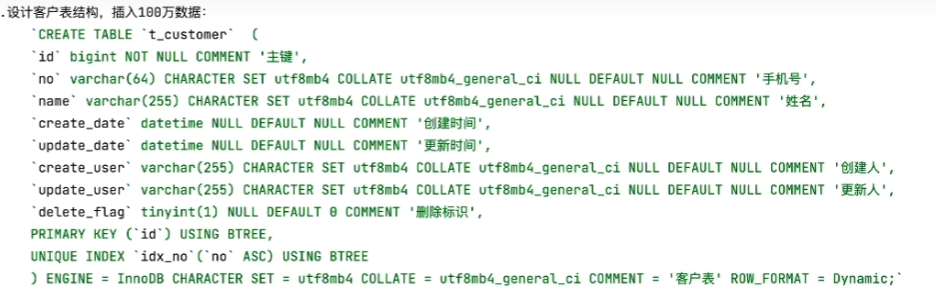 .设计客户表结构，插入100万数据：
`CREATE TABLE `t_customer`  (
`id` bigint NOT NULL COMMENT '主键',
`no` varchar(64) CHARACTER SET utf8mb4 COLLATE utf8mb4_general_ci NULL DEFAULT NULL COMMENT '手机号',
`name` varchar(255) CHARACTER SET utf8mb4 COLLATE utf8mb4_general_ci NULL DEFAULT NULL COMMENT '姓名',
`create_date` datetime NULL DEFAULT NULL COMMENT '创建时间',
`update_date` datetime NULL DEFAULT NULL COMMENT '更新时间',
`create_user` varchar(255) CHARACTER SET utf8mb4 COLLATE utf8mb4_general_ci NULL DEFAULT NULL COMMENT '创建人',
`update_user` varchar(255) CHARACTER SET utf8mb4 COLLATE utf8mb4_general_ci NULL DEFAULT NULL COMMENT '更新人',
`delete_flag` tinyint(1) NULL DEFAULT 0 COMMENT '删除标识',
PRIMARY KEY (`id`) USING BTREE,
UNIQUE INDEX `idx_no`(`no` ASC) USING BTREE
) ENGINE = InnoDB CHARACTER SET = utf8mb4 COLLATE = utf8mb4_general_ci COMMENT = '客户表' ROW_FORMAT = Dynamic;`